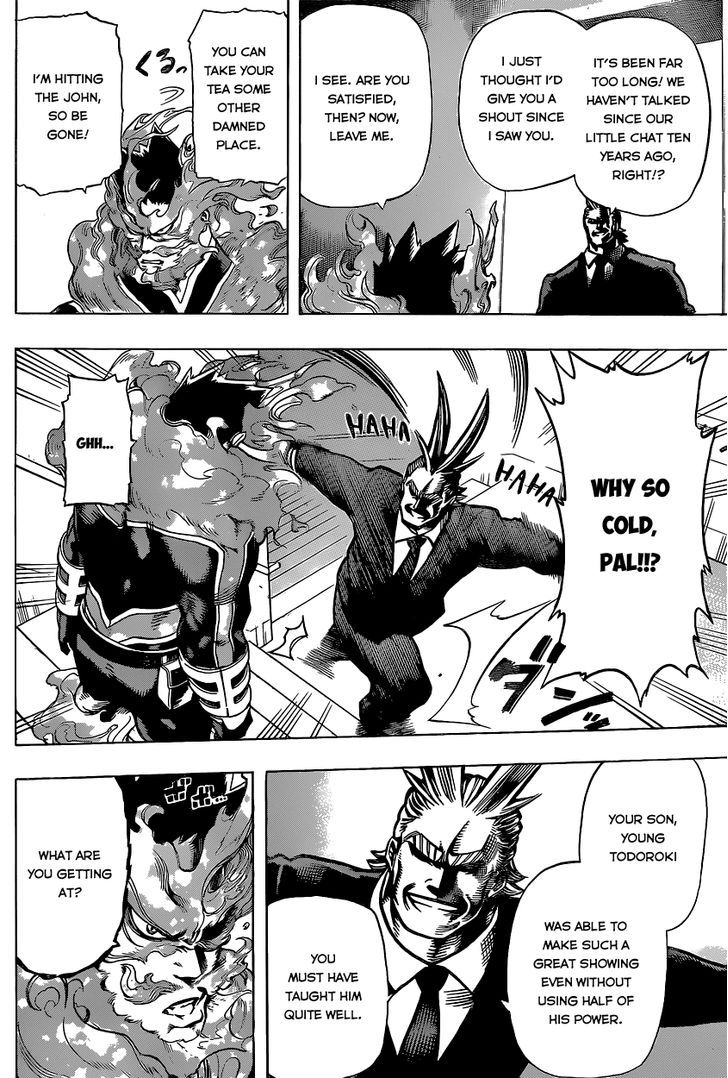 IT'S BEEN FAR
TOO LONG! WE
HAVEN'T TALKED
SINCE OUR
LITTLE CHAT TEN
YEARS AGO,
RIGHT!?
I JUST
THOUGHT I'D
GIVE YOU A
SHOUT SINCE
I SAW YOU.
I SEE. ARE YOU
SATISFIED,
THEN? NOW,
LEAVE ME.
YOU CAN
TAKE YOUR
TEA SOME
OTHER
DAMNED
PLACE.
くるっ
I'M HITTING
THE JOHN,
SO BE
GONE!
WHY SO
COLD,
PAL!!?
HAHA
HAHA
GHH...
YOUR SON,
YOUNG
TODOROKI
WAS ABLE TO
MAKE SUCH A
GREAT SHOWING
EVEN WITHOUT
USING HALF OF
HIS POWER.
YOU
MUST HAVE
TAUGHT HIM
QUITE WELL.
ボボ
WHAT ARE
YOU GETTING
AT?